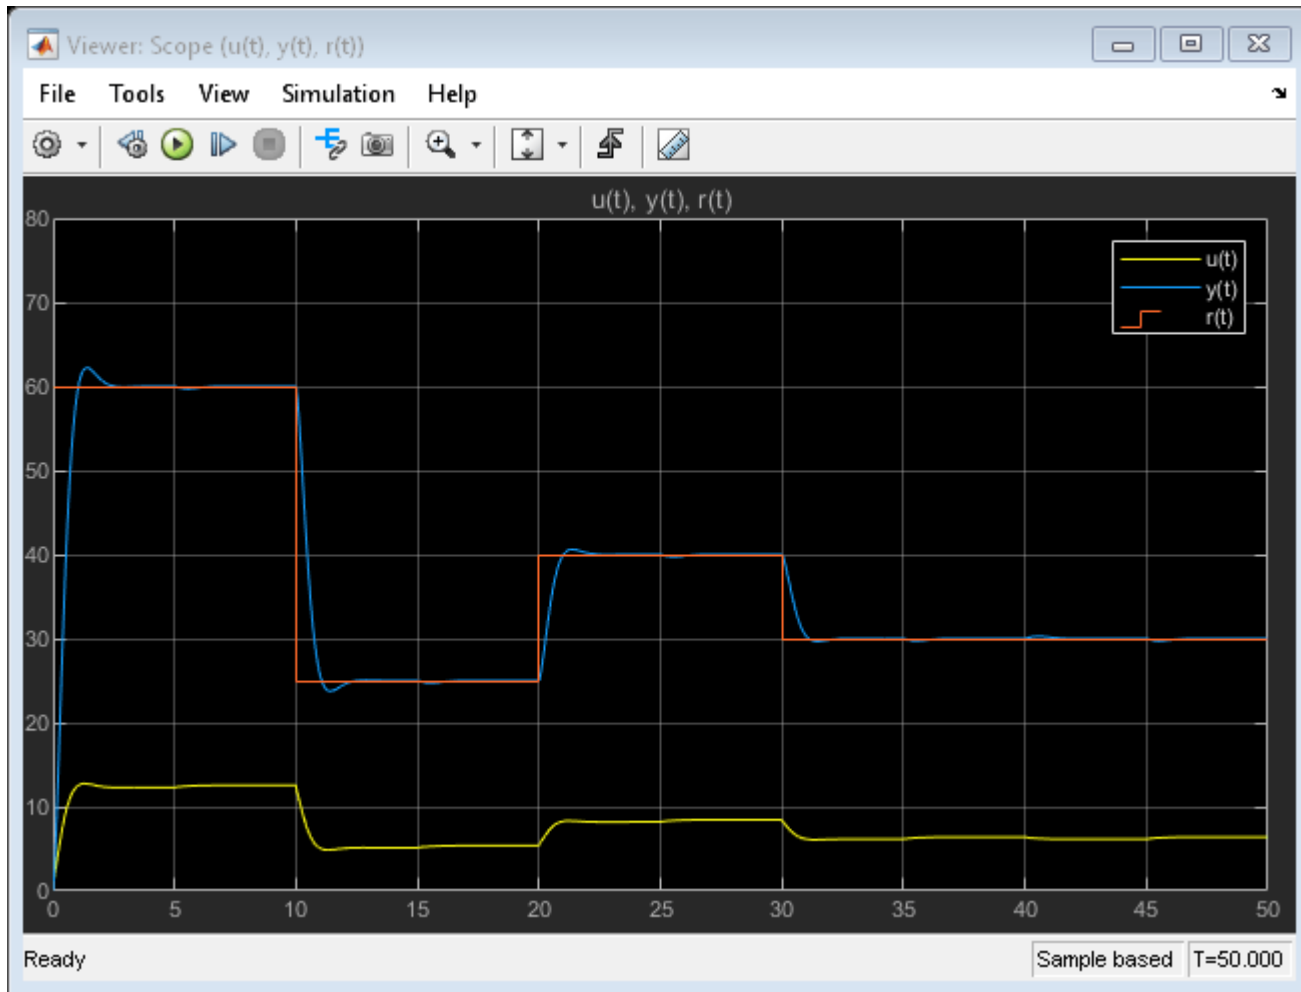 Viewer: Scope (u(t), y(t), r(t))
File Tools View Simulation Help
u(t), y(t), r(t)
80
70
60
50
40
30
20
10
0
u(t)
y(t)
r(t)
0 5 10 15 20 25 30 35 40 45 50
Ready
Sample based T=50.000